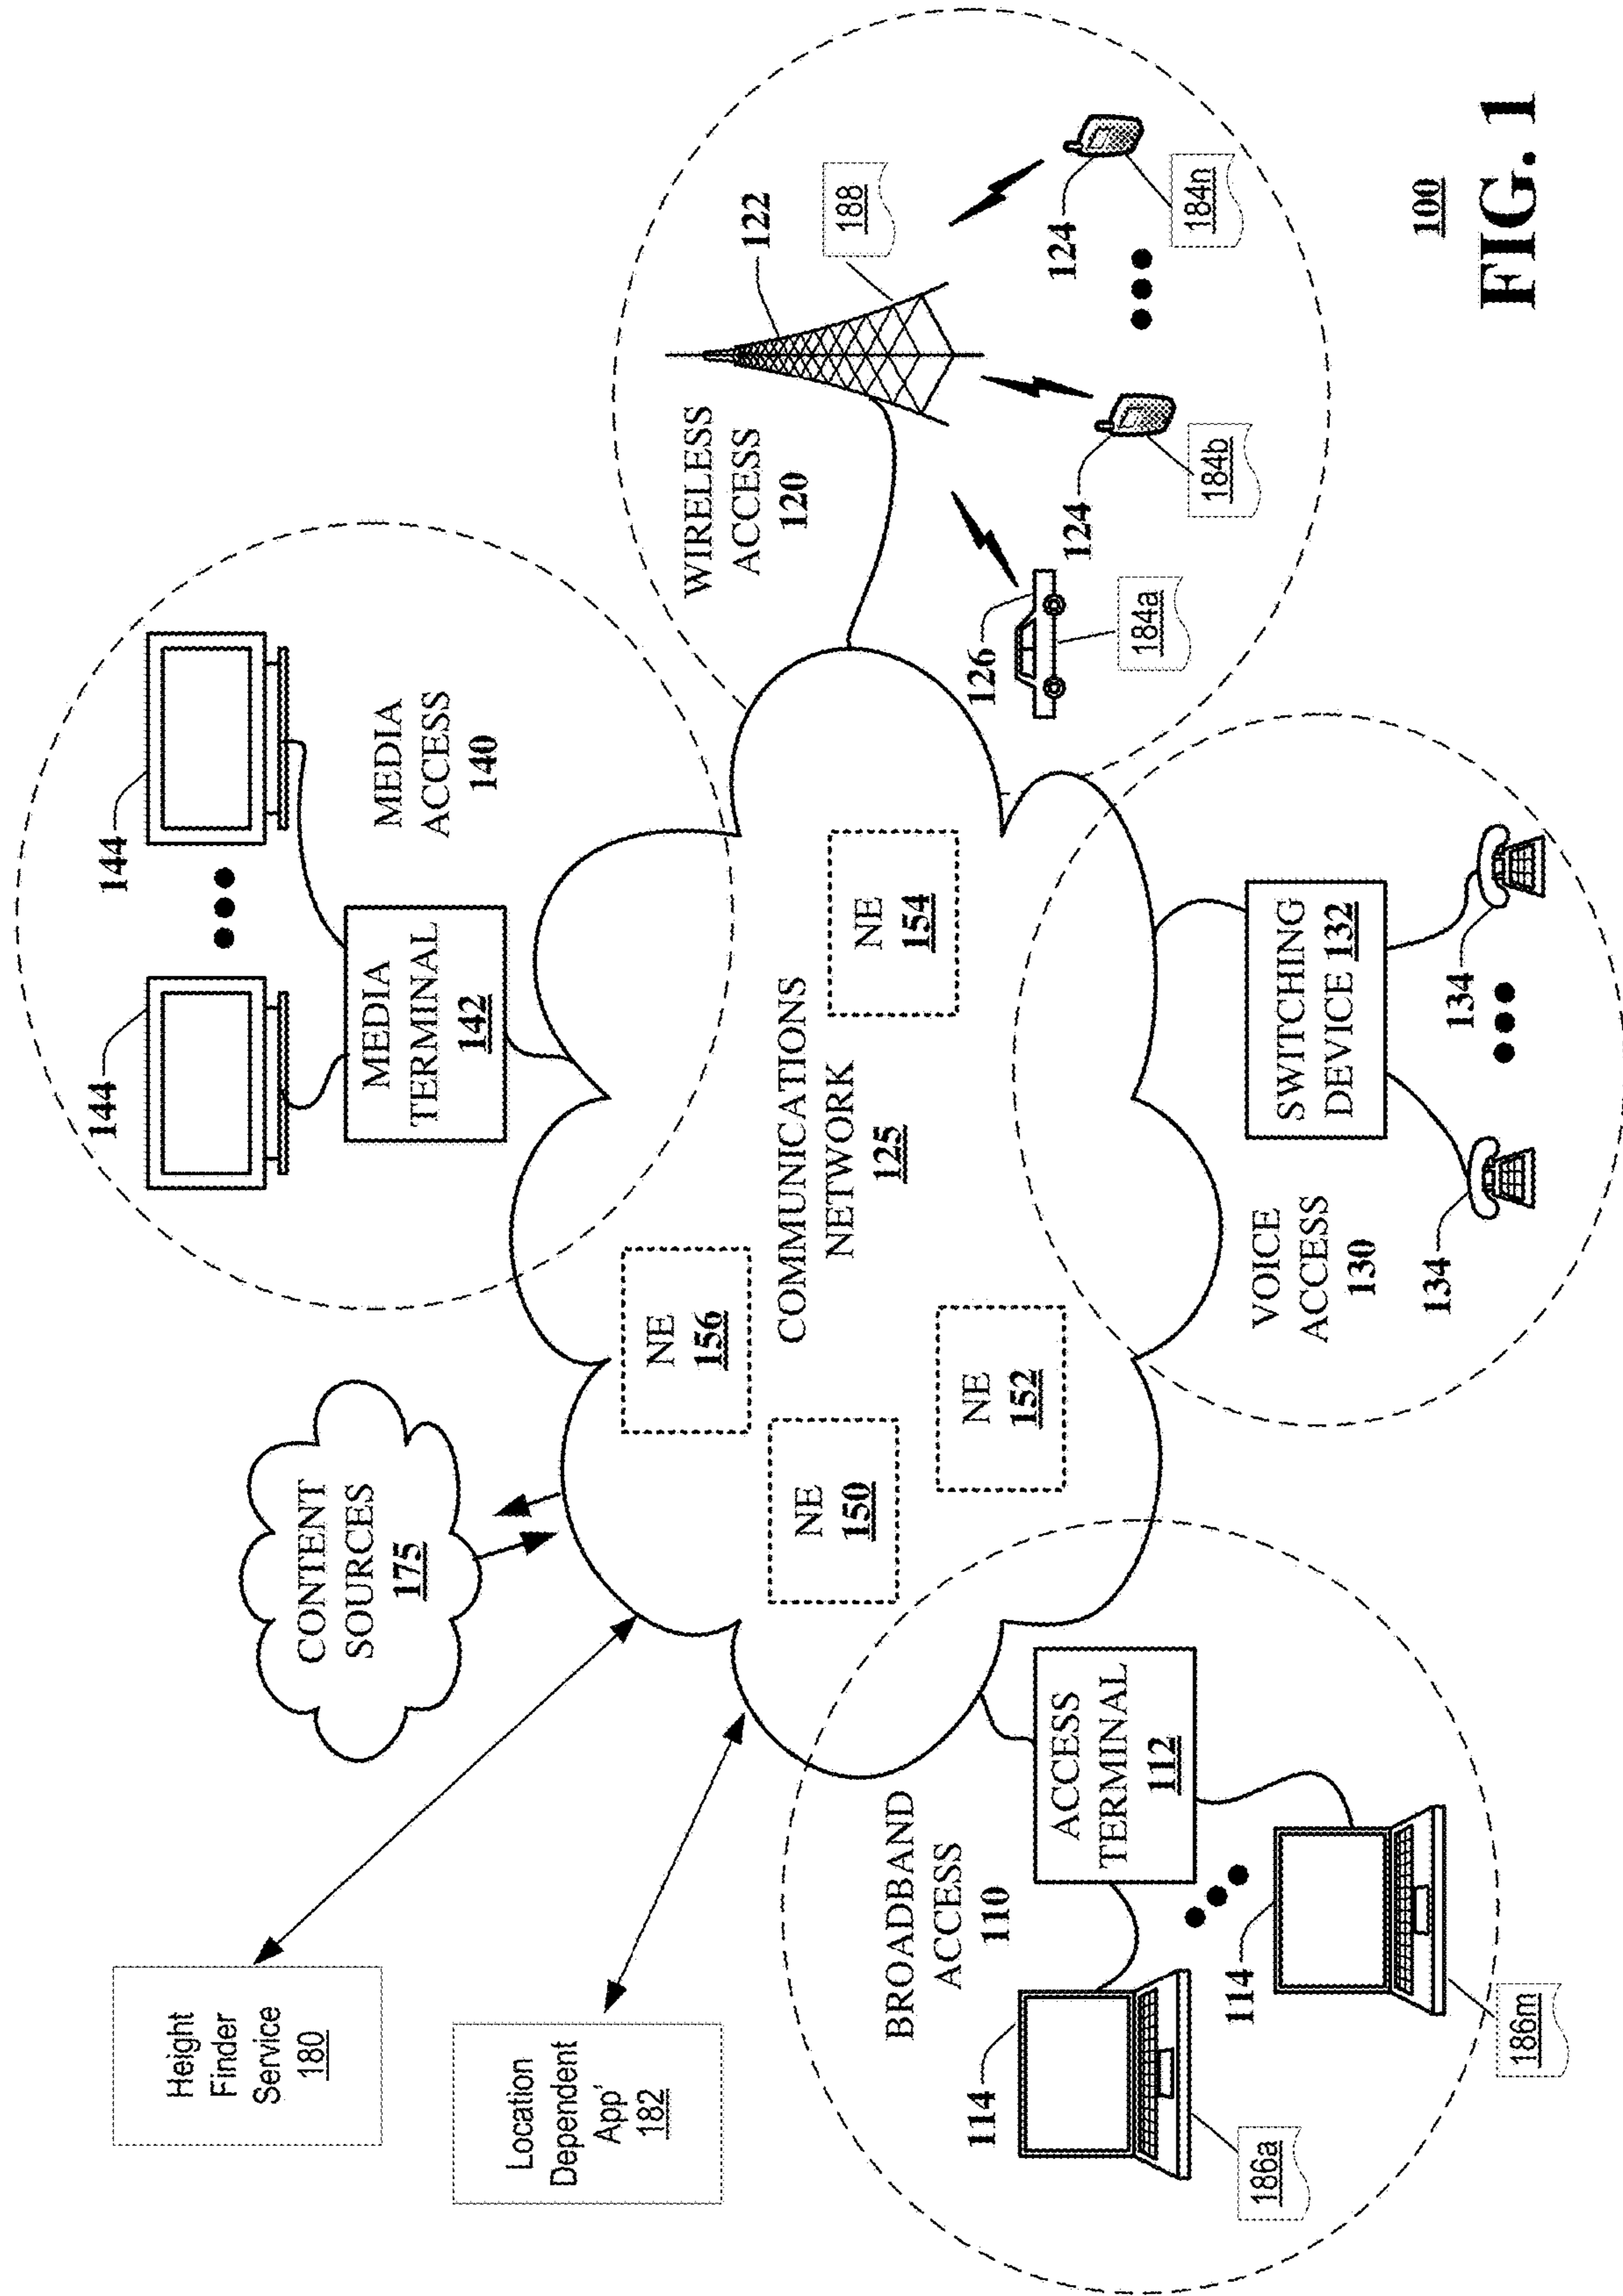 Height
Finder
Service
180
Location
Dependent
App'
182
CONTENT
SOURCES
175
144
144
MEDIA
TERMINAL
142
MEDIA
ACCESS
140
WIRELESS
ACCESS
120
122
188
126
184a
124
184b
124
184n
NE
156
NE
150
NE
152
NE
154
COMMUNICATIONS
NETWORK
125
BROADBAND
ACCESS
110
ACCESS
TERMINAL
112
114
186a
114
186m
VOICE
ACCESS
130
SWITCHING
DEVICE 132
134
134
100
FIG. 1